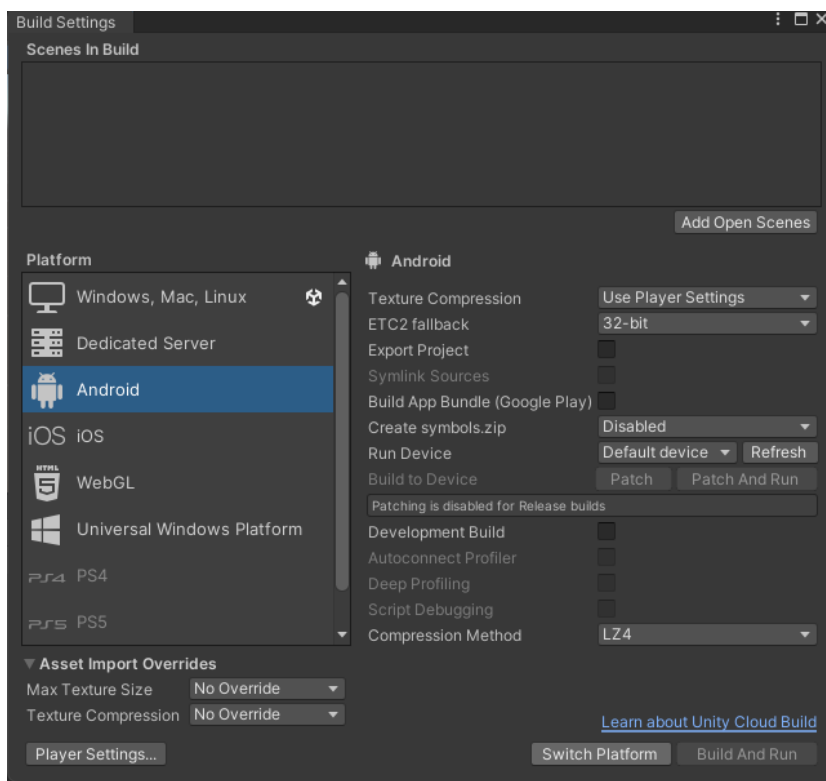 Build Settings
Scenes In Build
Add Open Scenes
Platform
Windows, Mac, Linux
Dedicated Server
Android
iOS iOS
HTML
5 WebGL
Universal Windows Platform
PS4 PS4
PS5 PS5
Android
Texture Compression Use Player Settings
ETC2 fallback 32-bit
Export Project
Symlink Sources
Build App Bundle (Google Play)
Create symbols.zip Disabled
Run Device Default device Refresh
Build to Device Patch Patch And Run
Patching is disabled for Release builds
Development Build
Autoconnect Profiler
Deep Profiling
Script Debugging
Compression Method LZ4
Asset Import Overrides
Max Texture Size No Override
Texture Compression No Override
Learn about Unity Cloud Build
Player Settings... Switch Platform Build And Run